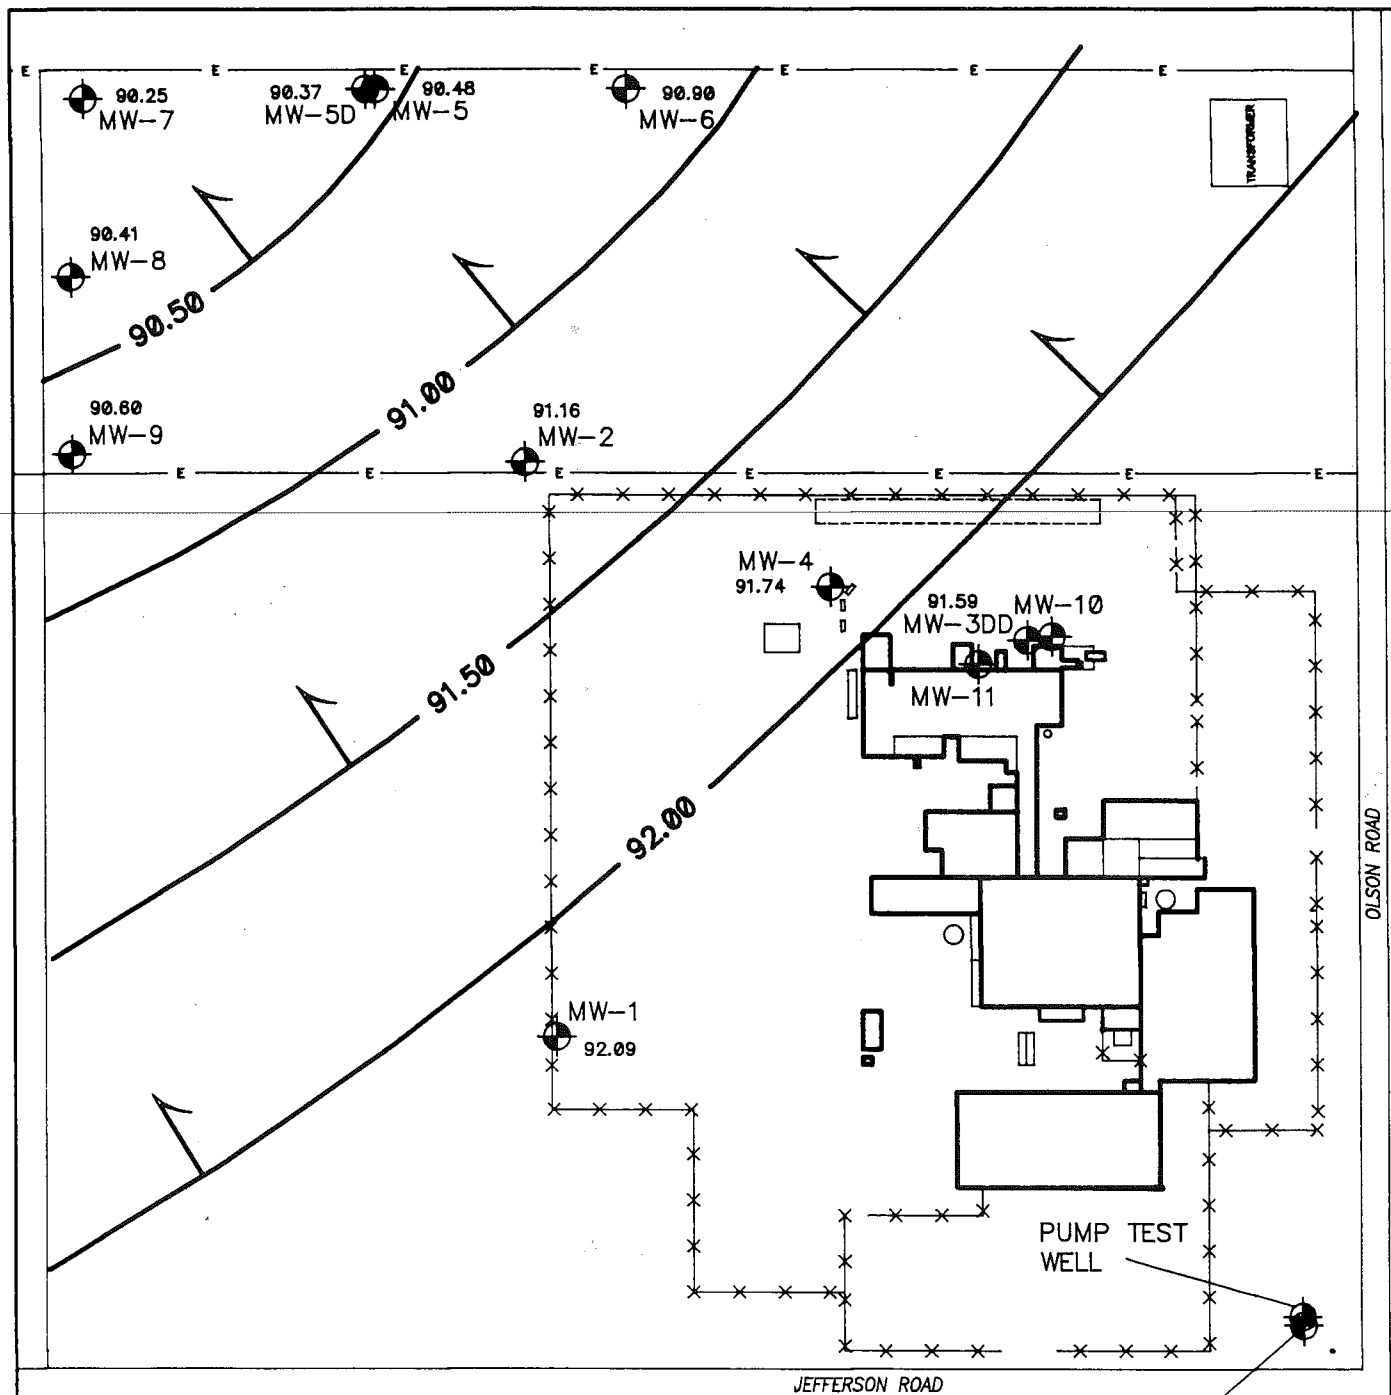 E E E E E E E
90.25
MW-7
90.37
MW-5D
90.48
MW-5
90.90
MW-6
TRANSFORMER
90.41
MW-8
90.50
91.00
90.60
MW-9
91.16
MW-2
E E E E E E E
MW-4
91.74
91.59
MW-3DD
MW-10
MW-11
91.50
92.00
OLSON ROAD
MW-1
92.09
PUMP TEST
WELL
JEFFERSON ROAD